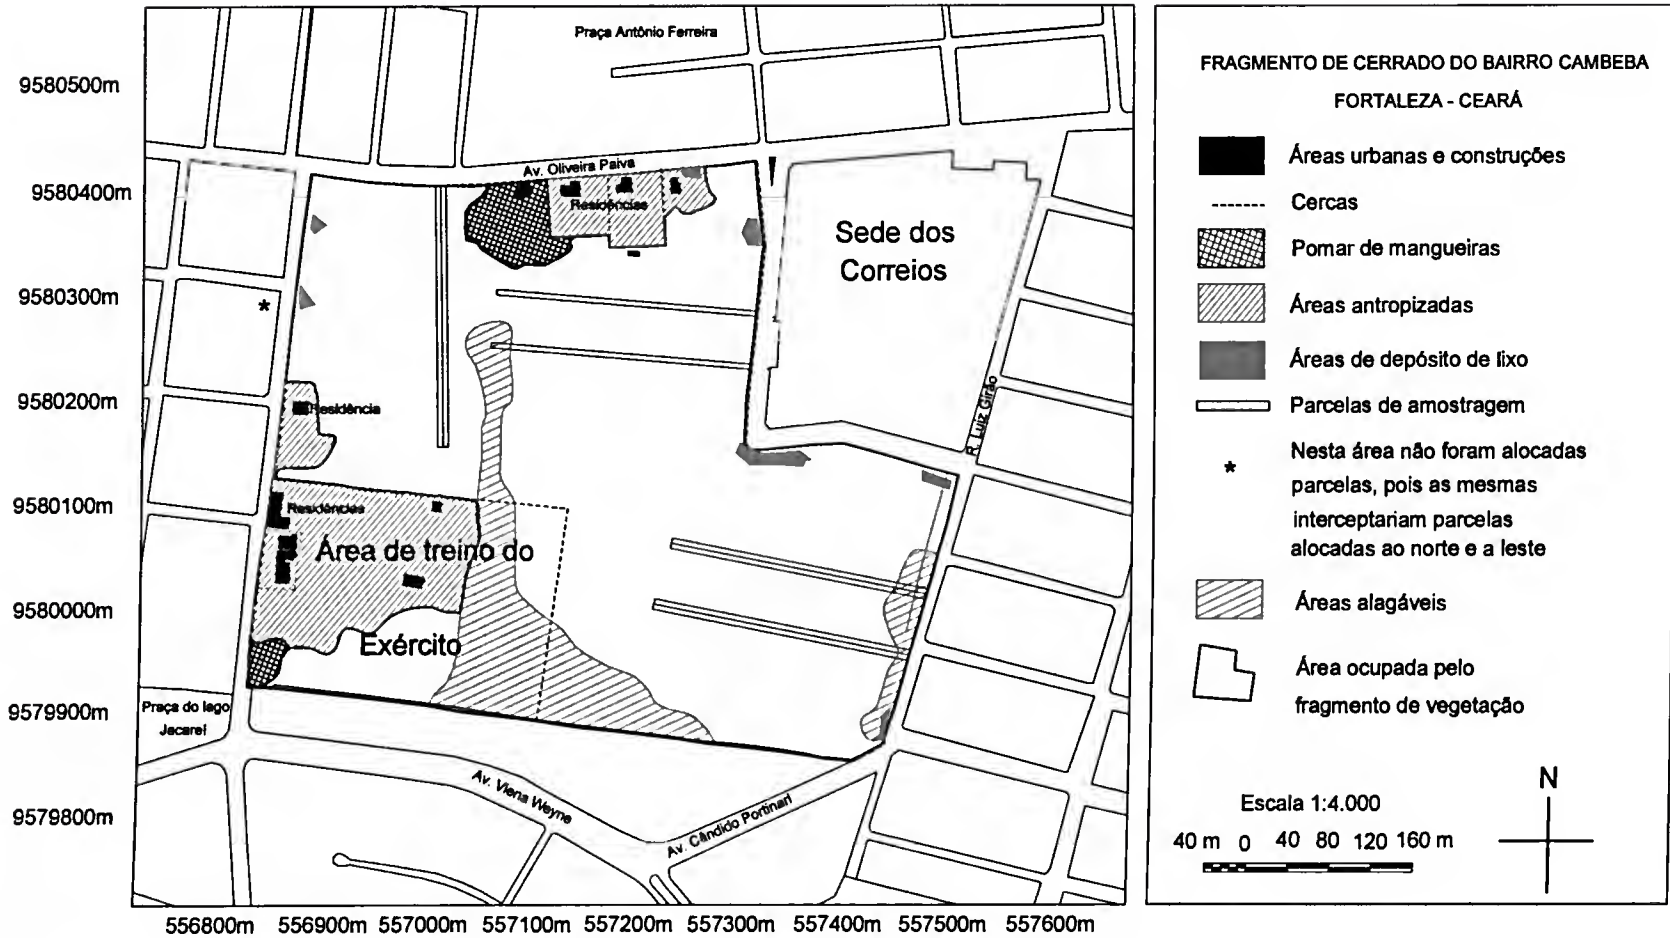 Praça Antônio Ferreira
9580500m
Av. Oliveira Paiva
9580400m
Residências
Sede dos
Correios
9580300m
*
R. Luiz Girão
9580200m
Residência
9580100m
Residências
Área de treino do
9580000m
Exército
9579900m
Praça do lago
Jacareí
Av. Viena Weyne
Av. Cândido Portinari
9579800m
556800m 556900m 557000m 557100m 557200m 557300m 557400m 557500m 557600m
FRAGMENTO DE CERRADO DO BAIRRO CAMBEBA
FORTALEZA - CEARÁ
Áreas urbanas e construções
Cercas
Pomar de mangueiras
Áreas antropizadas
Áreas de depósito de lixo
Parcelas de amostragem
* Nesta área não foram alocadas
parcelas, pois as mesmas
interceptariam parcelas
alocadas ao norte e a leste
Áreas alagáveis
Área ocupada pelo
fragmento de vegetação
N
Escala 1:4.000
40 m 0 40 80 120 160 m